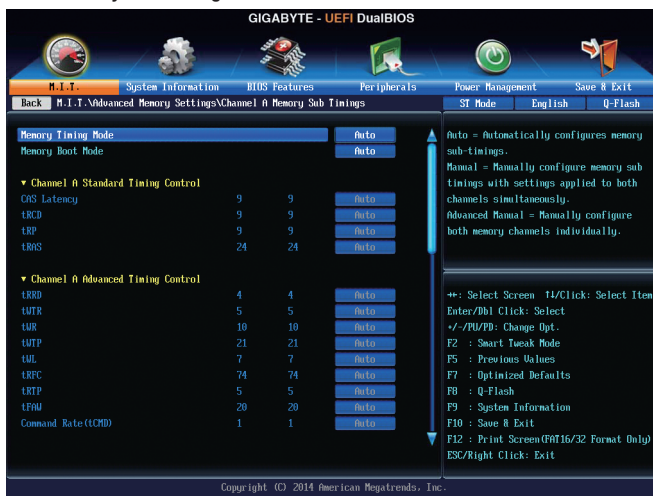 GIGABYTE - UEFI DualBIOS
M.I.T. System Information BIOS Features Peripherals Power Management Save & Exit
Back M.I.T.\Advanced Memory Settings\Channel A Memory Sub Timings ST Mode English Q-Flash
Memory Timing Mode Auto
Memory Boot Mode Auto
▼ Channel A Standard Timing Control
CAS Latency 9 9 Auto
tRCD 9 9 Auto
tRP 9 9 Auto
tRAS 24 24 Auto
▼ Channel A Advanced Timing Control
tRRD 4 4 Auto
tWTR 5 5 Auto
tWR 10 10 Auto
tWTP 21 21 Auto
tWL 7 7 Auto
tRFC 74 74 Auto
tRTP 5 5 Auto
tFAW 20 20 Auto
Command Rate(tCMD) 1 1 Auto
Auto = Automatically configures memory
sub-timings.
Manual = Manually configure memory sub
timings with settings applied to both
channels simultaneously.
Advanced Manual = Manually configure
both memory channels individually.
→←: Select Screen ↑↓/Click: Select Item
Enter/Dbl Click: Select
+/-/PU/PD: Change Opt.
F2 : Smart Tweak Mode
F5 : Previous Values
F7 : Optimized Defaults
F8 : Q-Flash
F9 : System Information
F10 : Save & Exit
F12 : Print Screen(FAT16/32 Format Only)
ESC/Right Click: Exit
Copyright (C) 2014 American Megatrends, Inc.